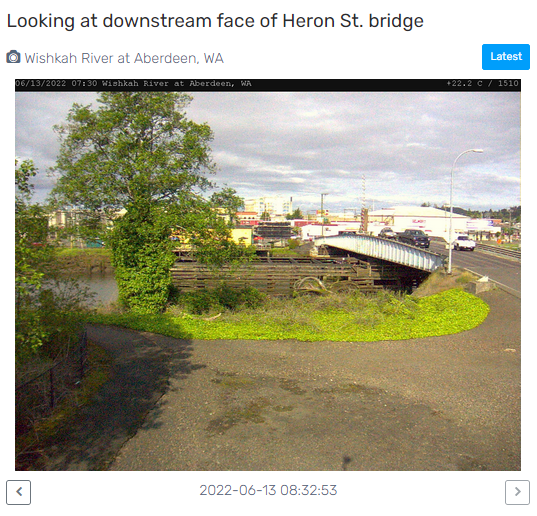 Looking at downstream face of Heron St. bridge
Wishkah River at Aberdeen, WA
Latest
06/13/2022 07:30 Wishkah River at Aberdeen, WA +22.2 C / 1510
2022-06-13 08:32:53